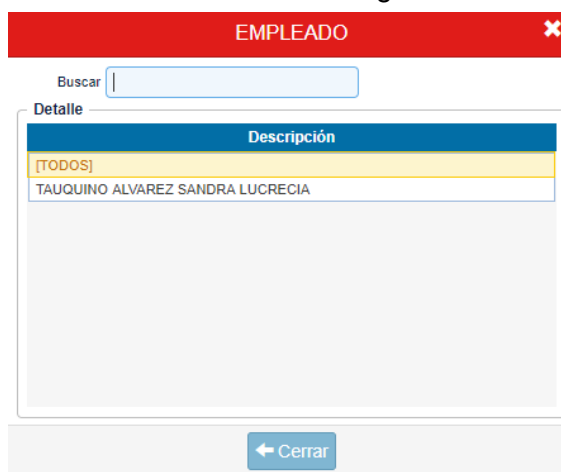 EMPLEADO
Buscar
Detalle
Descripción
[TODOS]
TAUQUINO ALVAREZ SANDRA LUCRECIA
Cerrar